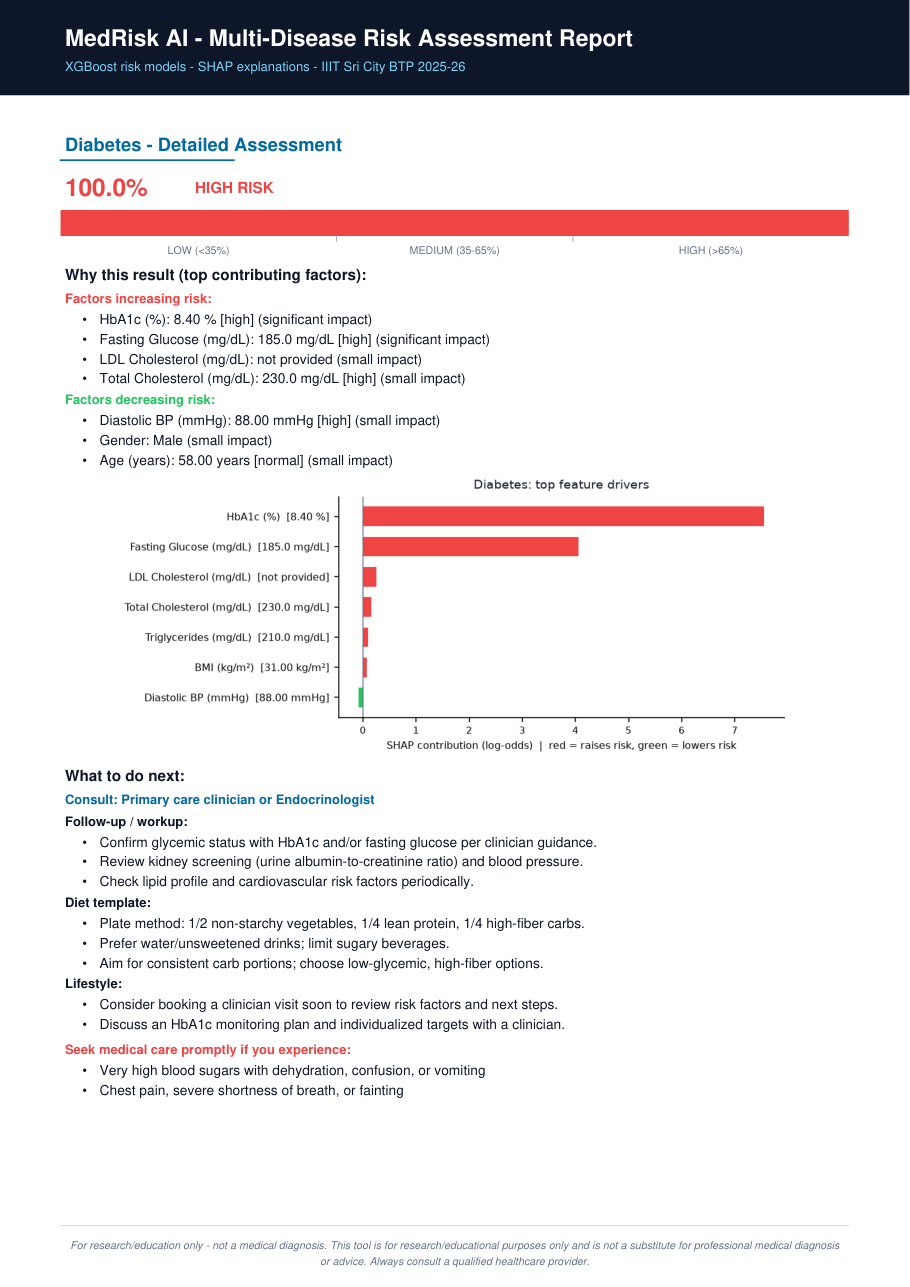 MedRisk AI - Multi-Disease Risk Assessment Report
XGBoost risk models - SHAP explanations - IIIT Sri City BTP 2025-26
Diabetes - Detailed Assessment
100.0% HIGH RISK
LOW (<35%) MEDIUM (35-65%) HIGH (>65%)
Why this result (top contributing factors):
Factors increasing risk:
• HbA1c (%): 8.40 % [high] (significant impact)
• Fasting Glucose (mg/dL): 185.0 mg/dL [high] (significant impact)
• LDL Cholesterol (mg/dL): not provided (small impact)
• Total Cholesterol (mg/dL): 230.0 mg/dL [high] (small impact)
Factors decreasing risk:
• Diastolic BP (mmHg): 88.00 mmHg [high] (small impact)
• Gender: Male (small impact)
• Age (years): 58.00 years [normal] (small impact)
Diabetes: top feature drivers
HbA1c (%) [8.40 %]
Fasting Glucose (mg/dL) [185.0 mg/dL]
LDL Cholesterol (mg/dL) [not provided]
Total Cholesterol (mg/dL) [230.0 mg/dL]
Triglycerides (mg/dL) [210.0 mg/dL]
BMI (kg/m²) [31.00 kg/m²]
Diastolic BP (mmHg) [88.00 mmHg]
0 1 2 3 4 5 6 7
SHAP contribution (log-odds) | red = raises risk, green = lowers risk
What to do next:
Consult: Primary care clinician or Endocrinologist
Follow-up / workup:
• Confirm glycemic status with HbA1c and/or fasting glucose per clinician guidance.
• Review kidney screening (urine albumin-to-creatinine ratio) and blood pressure.
• Check lipid profile and cardiovascular risk factors periodically.
Diet template:
• Plate method: 1/2 non-starchy vegetables, 1/4 lean protein, 1/4 high-fiber carbs.
• Prefer water/unsweetened drinks; limit sugary beverages.
• Aim for consistent carb portions; choose low-glycemic, high-fiber options.
Lifestyle:
• Consider booking a clinician visit soon to review risk factors and next steps.
• Discuss an HbA1c monitoring plan and individualized targets with a clinician.
Seek medical care promptly if you experience:
• Very high blood sugars with dehydration, confusion, or vomiting
• Chest pain, severe shortness of breath, or fainting
For research/education only - not a medical diagnosis. This tool is for research/educational purposes only and is not a substitute for professional medical diagnosis
or advice. Always consult a qualified healthcare provider.